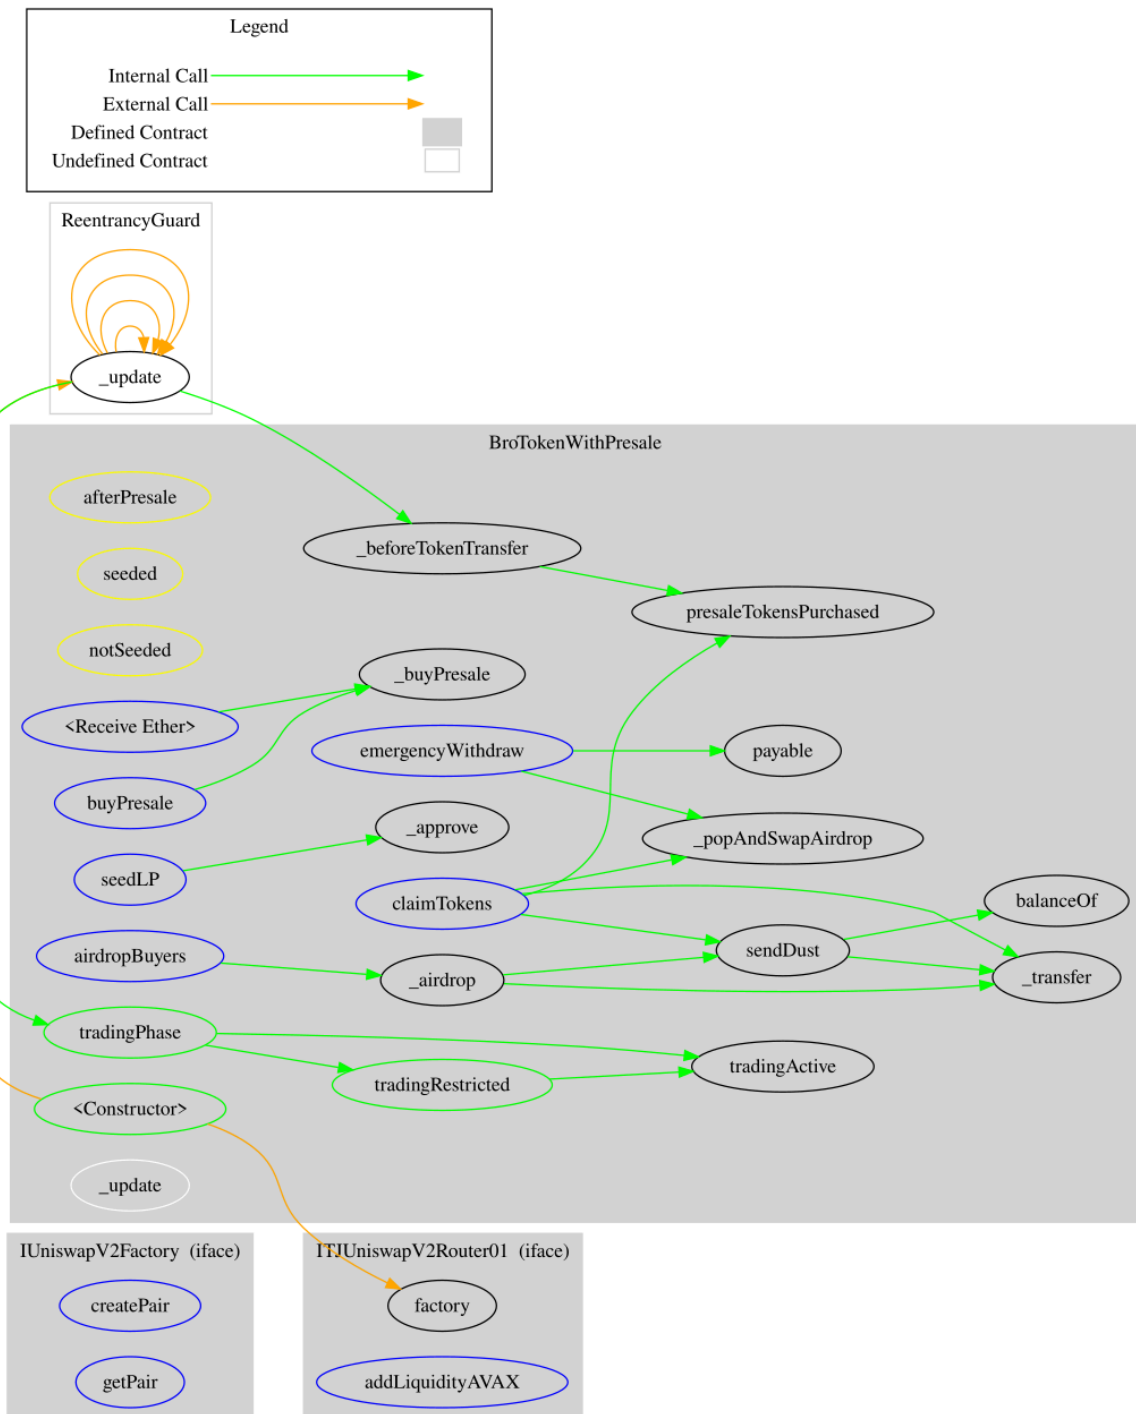 Legend
Internal Call
External Call
Defined Contract
Undefined Contract
ReentrancyGuard
_update
BroTokenWithPresale
afterPresale
_beforeTokenTransfer
seeded
presaleTokensPurchased
notSeeded
_buyPresale
<Receive Ether>
emergencyWithdraw
payable
buyPresale
_approve
_popAndSwapAirdrop
seedLP
claimTokens
balanceOf
airdropBuyers
sendDust
_airdrop
_transfer
tradingPhase
tradingActive
tradingRestricted
<Constructor>
_update
IUniswapV2Factory (iface)
ITJUniswapV2Router01 (iface)
createPair
factory
getPair
addLiquidityAVAX